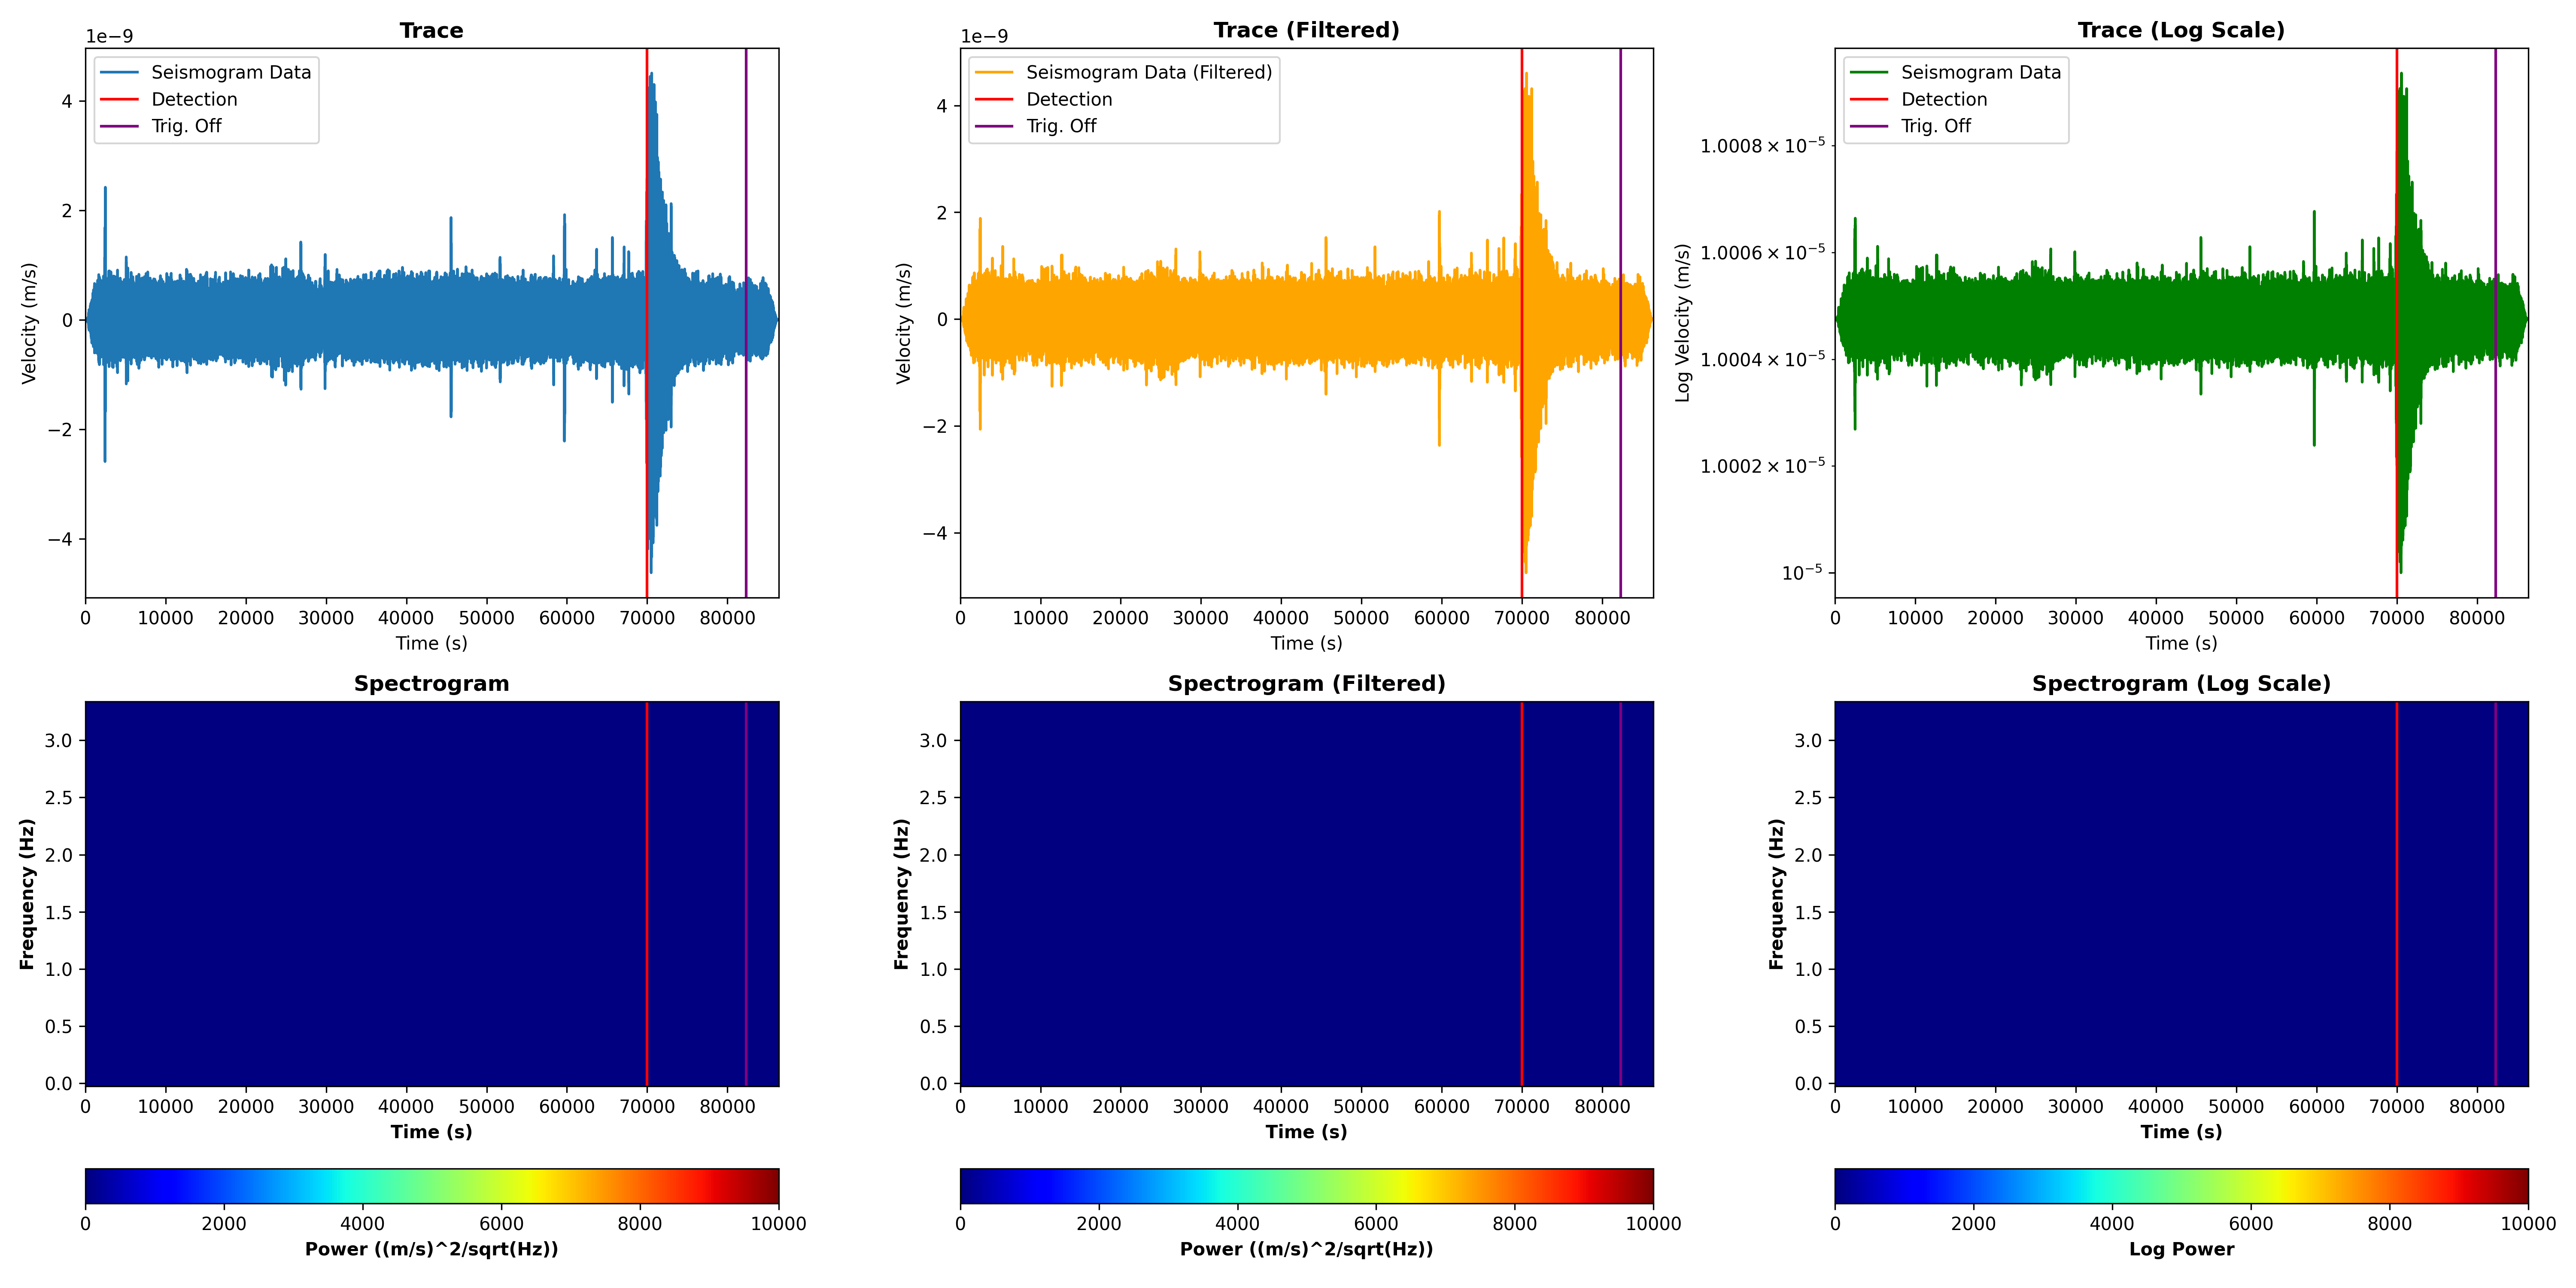 Trace
1e−9
Seismogram Data
Detection
Trig. Off
4
2
0
−2
−4
Velocity (m/s)
0 10000 20000 30000 40000 50000 60000 70000 80000
Time (s)
Trace (Filtered)
1e−9
Seismogram Data (Filtered)
Detection
Trig. Off
4
2
0
−2
−4
Velocity (m/s)
0 10000 20000 30000 40000 50000 60000 70000 80000
Time (s)
Trace (Log Scale)
Seismogram Data
Detection
Trig. Off
1.0008 × 10⁻⁵
1.0006 × 10⁻⁵
1.0004 × 10⁻⁵
1.0002 × 10⁻⁵
10⁻⁵
Log Velocity (m/s)
0 10000 20000 30000 40000 50000 60000 70000 80000
Time (s)
Spectrogram
3.0
2.5
2.0
1.5
1.0
0.5
0.0
Frequency (Hz)
0 10000 20000 30000 40000 50000 60000 70000 80000
Time (s)
0 2000 4000 6000 8000 10000
Power ((m/s)^2/sqrt(Hz))
Spectrogram (Filtered)
3.0
2.5
2.0
1.5
1.0
0.5
0.0
Frequency (Hz)
0 10000 20000 30000 40000 50000 60000 70000 80000
Time (s)
0 2000 4000 6000 8000 10000
Power ((m/s)^2/sqrt(Hz))
Spectrogram (Log Scale)
3.0
2.5
2.0
1.5
1.0
0.5
0.0
Frequency (Hz)
0 10000 20000 30000 40000 50000 60000 70000 80000
Time (s)
0 2000 4000 6000 8000 10000
Log Power